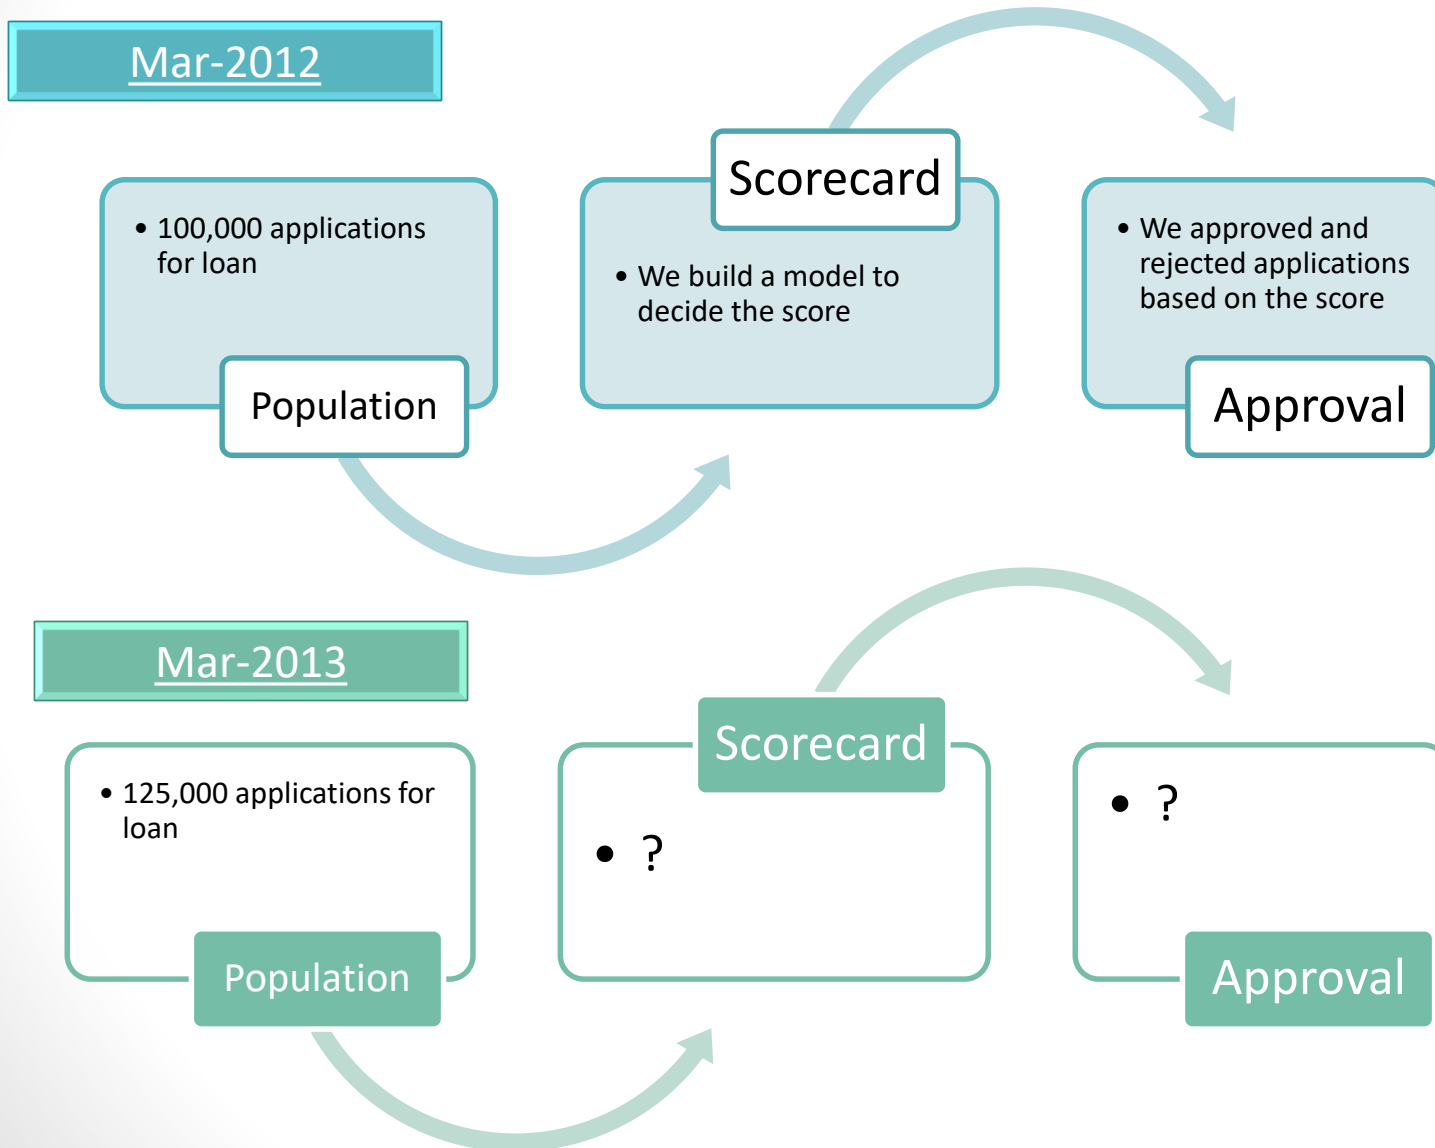 Mar-2012
• 100,000 applications
for loan
Population
Scorecard
• We build a model to
decide the score
• We approved and
rejected applications
based on the score
Approval
Mar-2013
• 125,000 applications for
loan
Population
Scorecard
• ?
• ?
Approval